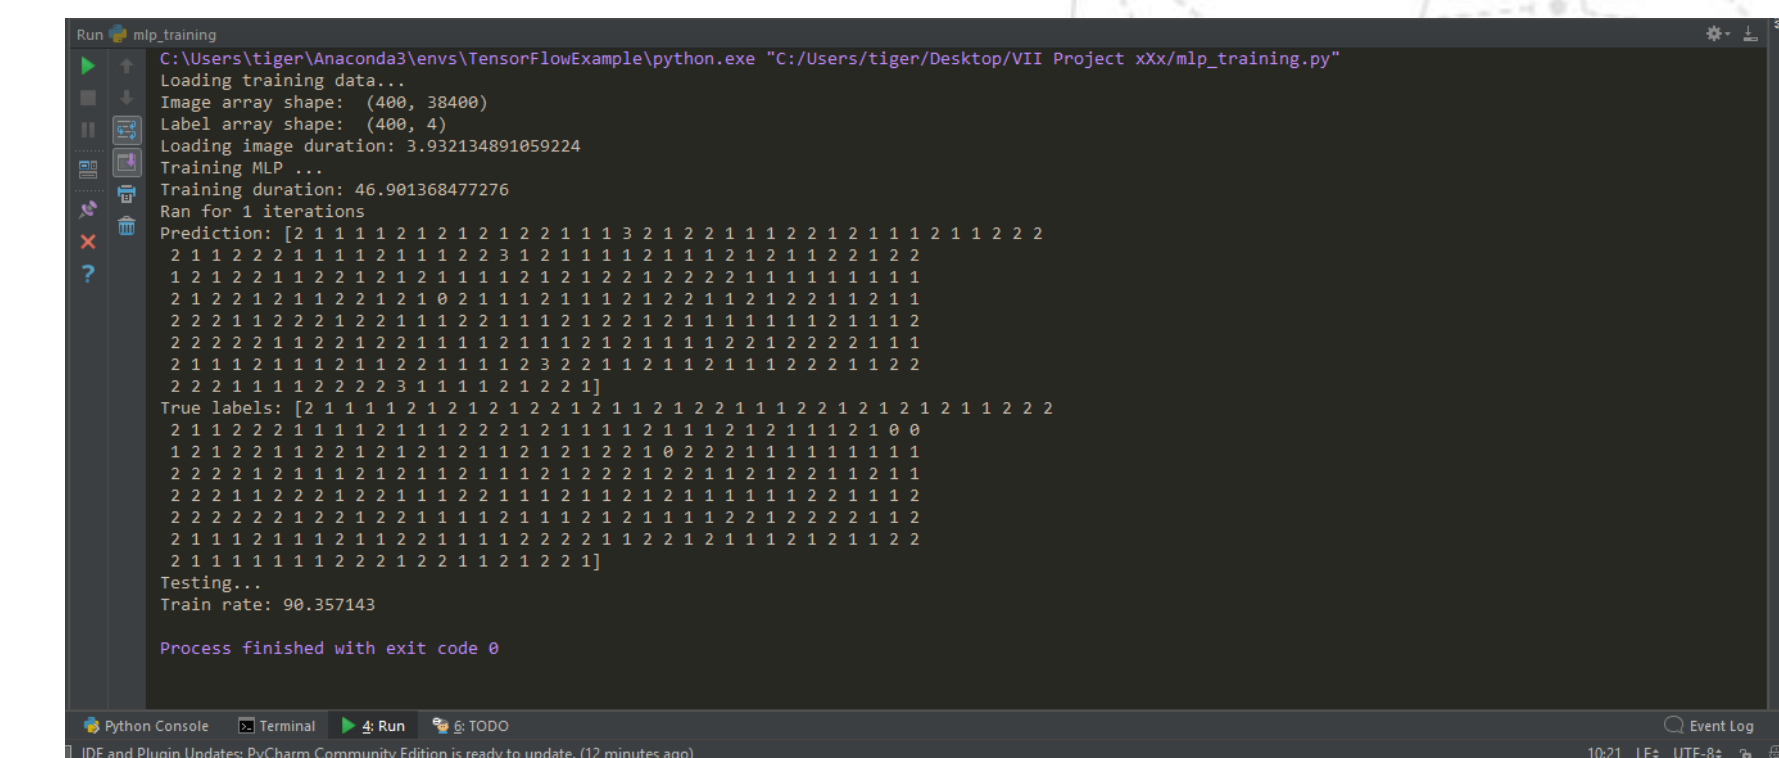 Run mlp_training
C:\Users\tiger\Anaconda3\envs\TensorFlowExample\python.exe "C:/Users/tiger/Desktop/VII Project xXx/mlp_training.py"
Loading training data...
Image array shape:  (400, 38400)
Label array shape:  (400, 4)
Loading image duration: 3.932134891059224
Training MLP ...
Training duration: 46.901368477276
Ran for 1 iterations
Prediction: [2 1 1 1 1 2 1 2 1 2 1 2 2 1 1 1 3 2 1 2 2 1 1 1 2 2 1 2 1 1 1 2 1 1 2 2 2
2 1 1 2 2 2 1 1 1 1 2 1 1 1 2 2 3 1 2 1 1 1 1 2 1 1 1 2 1 2 1 1 2 2 1 2 2
1 2 1 2 2 1 1 2 2 1 2 1 2 1 1 1 1 2 1 2 1 2 2 1 2 2 2 2 1 1 1 1 1 1 1 1 1
2 1 2 2 1 2 1 1 2 2 1 2 1 0 2 1 1 1 2 1 1 1 2 1 2 2 1 1 2 1 2 2 1 1 2 1 1
2 2 2 1 1 2 2 2 1 2 2 1 1 1 2 2 1 1 1 2 1 2 2 1 2 1 1 1 1 1 1 1 2 1 1 1 2
2 2 2 2 2 1 1 2 2 1 2 2 1 1 1 1 2 1 1 1 2 1 2 1 1 1 1 2 2 1 2 2 2 2 1 1 1
2 1 1 1 2 1 1 1 2 1 1 2 2 1 1 1 1 2 3 2 2 1 1 2 1 1 2 1 1 1 2 2 2 1 1 2 2
2 2 2 1 1 1 1 2 2 2 2 3 1 1 1 1 2 1 2 2 1]
True labels: [2 1 1 1 1 2 1 2 1 2 1 2 2 1 2 1 1 2 1 2 2 1 1 1 2 2 1 2 1 2 1 2 1 1 2 2 2
2 1 1 2 2 2 1 1 1 1 2 1 1 1 2 2 2 1 2 1 1 1 1 2 1 1 1 2 1 2 1 1 1 2 1 0 0
1 2 1 2 2 1 1 2 2 1 2 1 2 1 2 1 1 2 1 2 1 2 2 1 0 2 2 2 1 1 1 1 1 1 1 1 1
2 2 2 2 1 2 1 1 1 2 1 2 1 1 2 1 1 1 2 1 2 2 2 1 2 2 1 1 2 1 2 2 1 1 2 1 1
2 2 2 1 1 2 2 2 1 2 2 1 1 1 2 2 1 1 1 2 1 1 2 1 2 1 1 1 1 1 1 2 2 1 1 1 2
2 2 2 2 2 2 1 2 2 1 2 2 1 1 1 1 2 1 1 1 2 1 2 1 1 1 1 2 2 1 2 2 2 2 1 1 2
2 1 1 1 2 1 1 1 2 1 1 2 2 1 1 1 1 2 2 2 2 1 1 2 2 1 2 1 1 1 2 1 2 1 1 2 2
2 1 1 1 1 1 1 1 2 2 2 1 2 2 1 1 2 1 2 2 1]
Testing...
Train rate: 90.357143
Process finished with exit code 0
Python Console Terminal 4: Run 6: TODO Event Log
IDE and Plugin Updates: PyCharm Community Edition is ready to update. (12 minutes ago) 10:21 LF÷ UTF-8÷